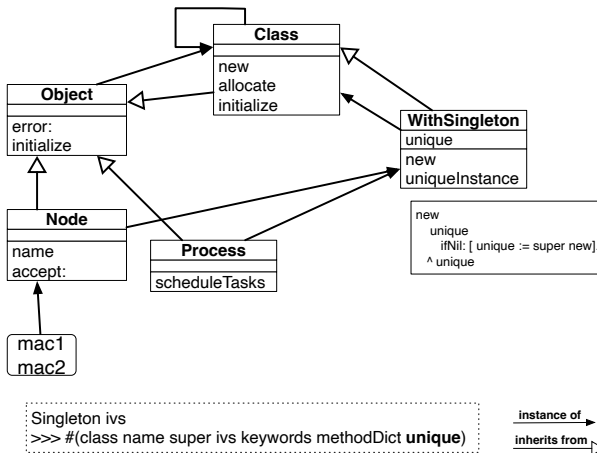 Class
new
allocate
initialize
Object
error:
initialize
WithSingleton
unique
new
uniqueInstance
Node
name
accept:
Process
scheduleTasks
new
unique
ifNil: [ unique := super new].
^ unique
mac1
mac2
Singleton ivs
>>> #(class name super ivs keywords methodDict unique)
instance of
inherits from